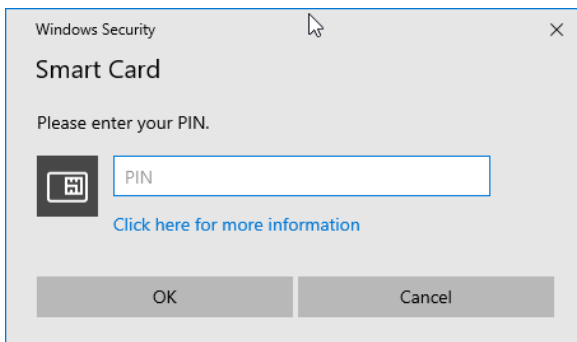 Windows Security
Smart Card
Please enter your PIN.
PIN
Click here for more information
OK
Cancel